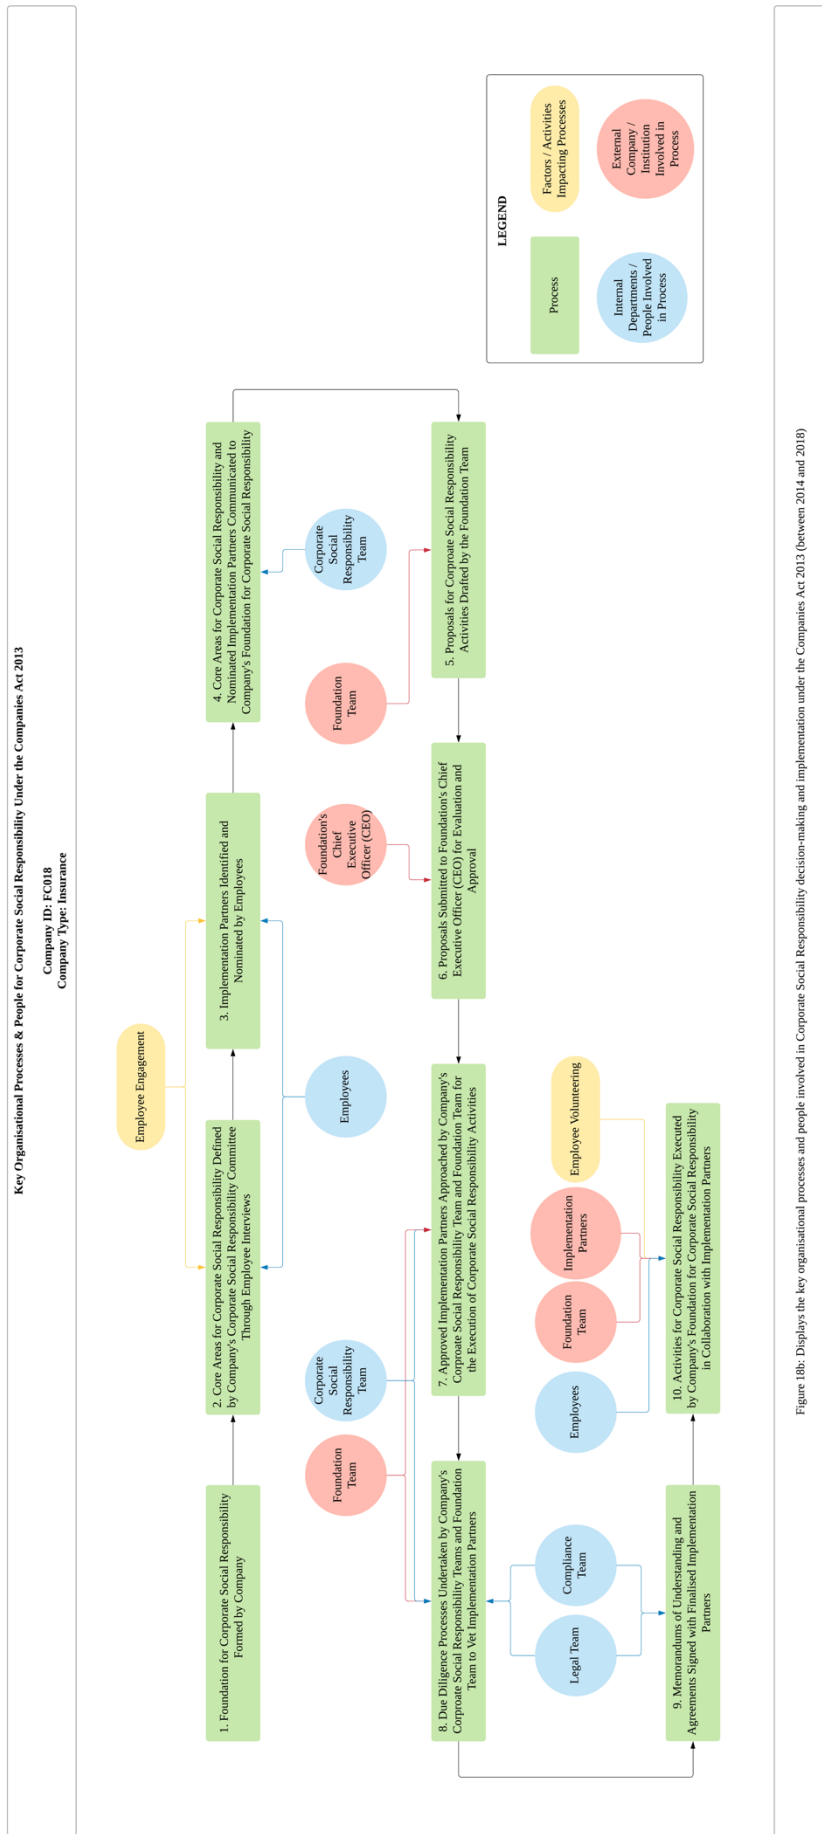 Key Organisational Processes & People for Corporate Social Responsibility Under the Companies Act 2013
Company ID: FC018
Company Type: Insurance
Employee Engagement
1. Foundation for Corporate Social Responsibility
Formed by Company
2. Core Areas for Corporate Social Responsibility Defined
by Company's Corporate Social Responsibility Committee
Through Employee Interviews
3. Implementation Partners Identified and
Nominated by Employees
4. Core Areas for Corporate Social Responsibility and
Nominated Implementation Partners Communicated to
Company's Foundation for Corporate Social Responsibility
Foundation
Team
Corporate
Social
Responsibility
Team
Employees
Foundation's
Chief
Executive
Officer (CEO)
Foundation
Team
Corporate
Social
Responsibility
Team
8. Due Diligence Processes Undertaken by Company's
Corproate Social Responsibility Teams and Foundation
Team to Vet Implementation Partners
7. Approved Implementation Partners Approached by Company's
Corproate Social Responsibility Team and Foundation Team for
the Execution of Corporate Social Responsibility Activities
6. Proposals Submitted to Foundation's Chief
Executive Officer (CEO) for Evaluation and
Approval
5. Proposals for Corproate Social Responsibility
Activities Drafted by the Foundation Team
Legal Team
Compliance
Team
Employees
Foundation
Team
Implementation
Partners
Employee Volunteering
9. Memorandums of Understanding and
Agreements Signed with Finalised Implementation
Partners
10. Activities for Corporate Social Responsibility Executed
by Company's Foundation for Corporate Social Responsibility
in Collaboration with Implementation Partners
LEGEND
Process
Factors / Activities
Impacting Processes
Internal
Departments /
People Involved
in Process
External
Company /
Institution
Involved in
Process
Figure 18b: Displays the key organisational processes and people involved in Corporate Social Responsibility decision-making and implementation under the Companies Act 2013 (between 2014 and 2018)